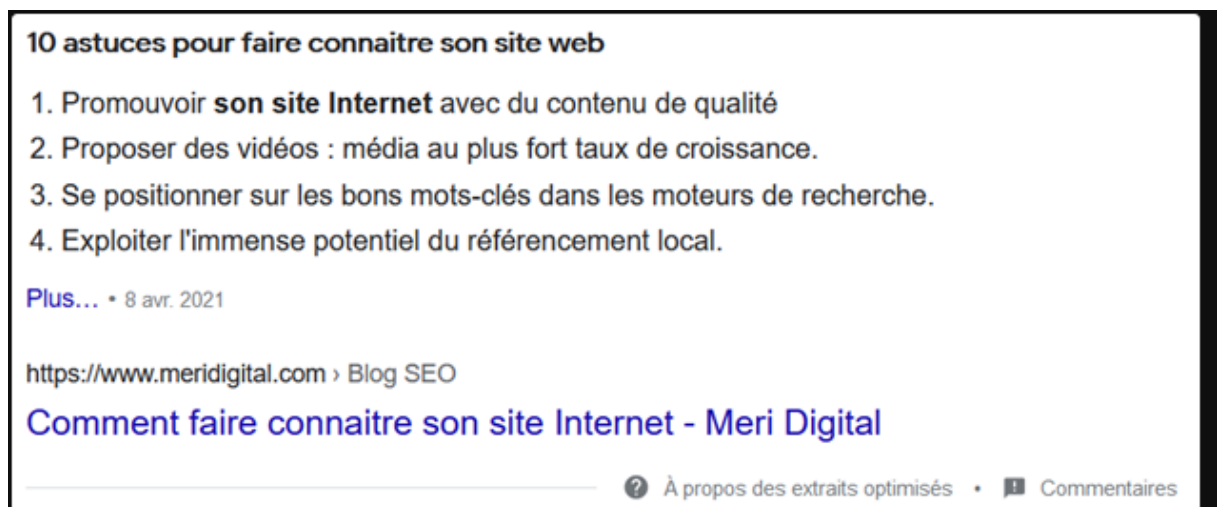 10 astuces pour faire connaitre son site web
1. Promouvoir son site Internet avec du contenu de qualité
2. Proposer des vidéos : média au plus fort taux de croissance.
3. Se positionner sur les bons mots-clés dans les moteurs de recherche.
4. Exploiter l'immense potentiel du référencement local.
Plus... • 8 avr. 2021
https://www.meridigital.com › Blog SEO
Comment faire connaitre son site Internet - Meri Digital
À propos des extraits optimisés • Commentaires